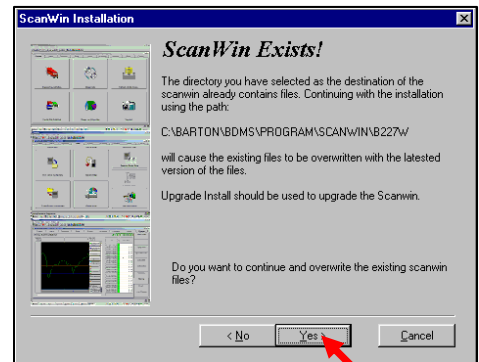 ScanWin Installation
ScanWin Exists!
The directory you have selected as the destination of the
scanwin already contains files. Continuing with the installation
using the path:
C:\BARTON\BDMS\PROGRAM\SCANWIN\B227W
will cause the existing files to be overwritten with the latested
version of the files.
Upgrade Install should be used to upgrade the Scanwin.
Do you want to continue and overwrite the existing scanwin
files?
< No
Yes >
Cancel